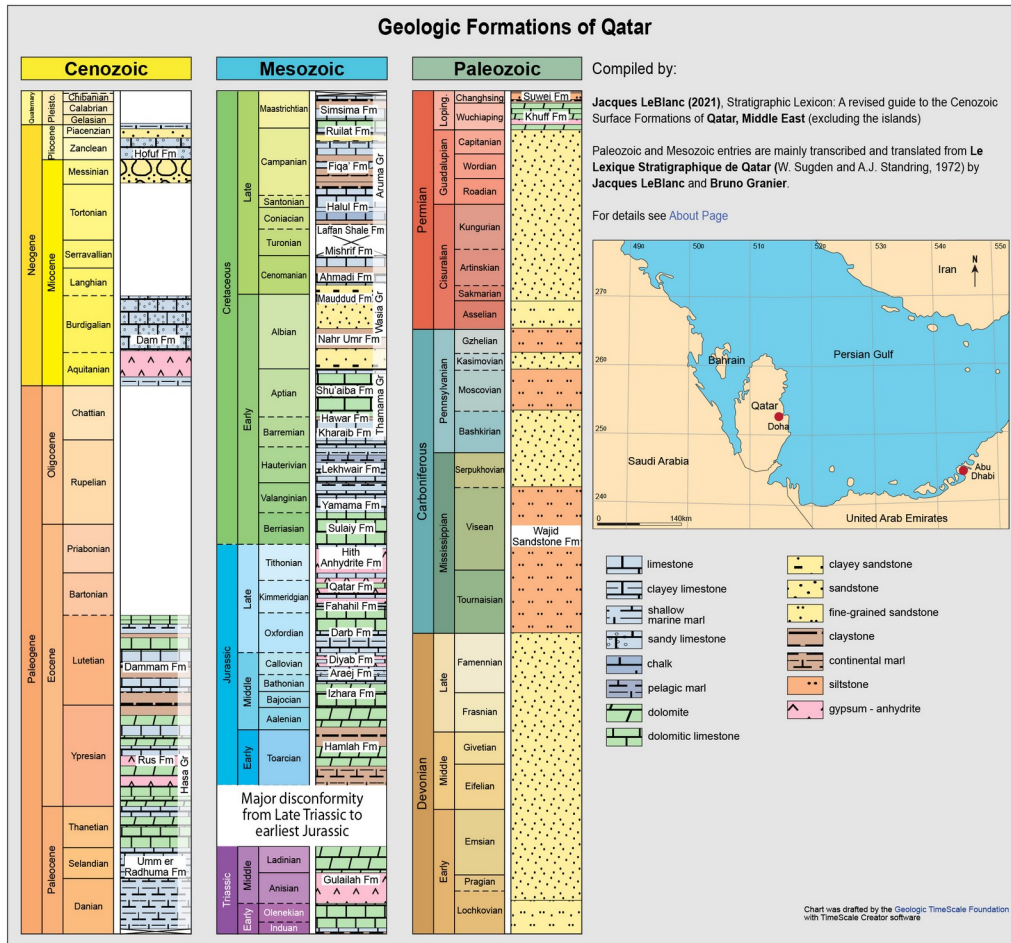 Geologic Formations of Qatar
Cenozoic
Quaternary
Pleisto.
Chibanian
Calabrian
Gelasian
Neogene
Pliocene
Piacenzian
Zanclean
Hofuf Fm
Miocene
Messinian
Tortonian
Serravallian
Langhian
Burdigalian
Dam Fm
Aquitanian
Paleogene
Oligocene
Chattian
Rupelian
Eocene
Priabonian
Bartonian
Lutetian
Dammam Fm
Ypresian
Rus Fm
Hasa Gr
Paleocene
Thanetian
Selandian
Umm er
Radhuma Fm
Danian
Mesozoic
Cretaceous
Late
Maastrichtian
Simsima Fm
Ruilat Fm
Campanian
Fiqa' Fm
Aruma Gr
Santonian
Halul Fm
Coniacian
Laffan Shale Fm
Turonian
Mishrif Fm
Cenomanian
Ahmadi Fm
Mauddud Fm
Wasia Gr
Early
Albian
Nahr Umr Fm
Aptian
Shu'aiba Fm
Thamama Gr
Hawar Fm
Barremian
Kharaib Fm
Hauterivian
Lekhwair Fm
Valanginian
Yamama Fm
Berriasian
Sulaiy Fm
Jurassic
Late
Tithonian
Hith
Anhydrite Fm
Qatar Fm
Kimmeridgian
Fahahil Fm
Oxfordian
Darb Fm
Middle
Callovian
Diyab Fm
Bathonian
Araej Fm
Bajocian
Izhara Fm
Aalenian
Early
Toarcian
Hamlah Fm
Major disconformity
from Late Triassic to
earliest Jurassic
Triassic
Middle
Ladinian
Anisian
Gulailah Fm
Early
Olenekian
Induan
Paleozoic
Permian
Loping.
Changhsing.
Suwei Fm
Wuchiaping.
Khuff Fm
Guadalupian
Capitanian
Wordian
Roadian
Cisuralian
Kungurian
Artinskian
Sakmarian
Asselian
Carboniferous
Pennsylvanian
Gzhelian
Kasimovian
Moscovian
Bashkirian
Mississippian
Serpukhovian
Visean
Wajid
Sandstone Fm
Tournaisian
Devonian
Late
Famennian
Frasnian
Middle
Givetian
Eifelian
Early
Emsian
Pragian
Lochkovian
Compiled by:
Jacques LeBlanc (2021), Stratigraphic Lexicon: A revised guide to the Cenozoic
Surface Formations of Qatar, Middle East (excluding the islands)
Paleozoic and Mesozoic entries are mainly transcribed and translated from Le
Lexique Stratigraphique de Qatar (W. Sugden and A.J. Standring, 1972) by
Jacques LeBlanc and Bruno Granier.
For details see About Page
490 500 510 520 530 540 550
270
260
250
240
Iran
N
Persian Gulf
Bahrain
Qatar
Doha
Saudi Arabia
Abu
Dhabi
United Arab Emirates
0 140km
limestone
clayey limestone
shallow
marine marl
sandy limestone
chalk
pelagic marl
dolomite
dolomitic limestone
clayey sandstone
sandstone
fine-grained sandstone
claystone
continental marl
siltstone
gypsum - anhydrite
Chart was drafted by the Geologic TimeScale Foundation
with TimeScale Creator software